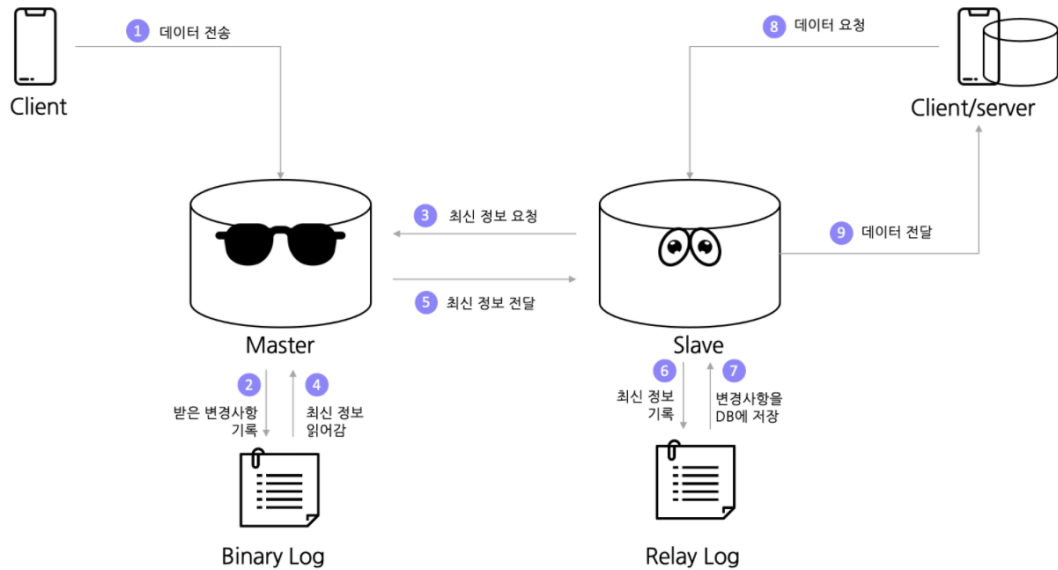 1 데이터 전송
8 데이터 요청
Client
Client/server
3 최신 정보 요청
9 데이터 전달
5 최신 정보 전달
Master
Slave
2
4
받은 변경사항
기록
최신 정보
읽어감
6
7
최신 정보
기록
변경사항을
DB에 저장
Binary Log
Relay Log